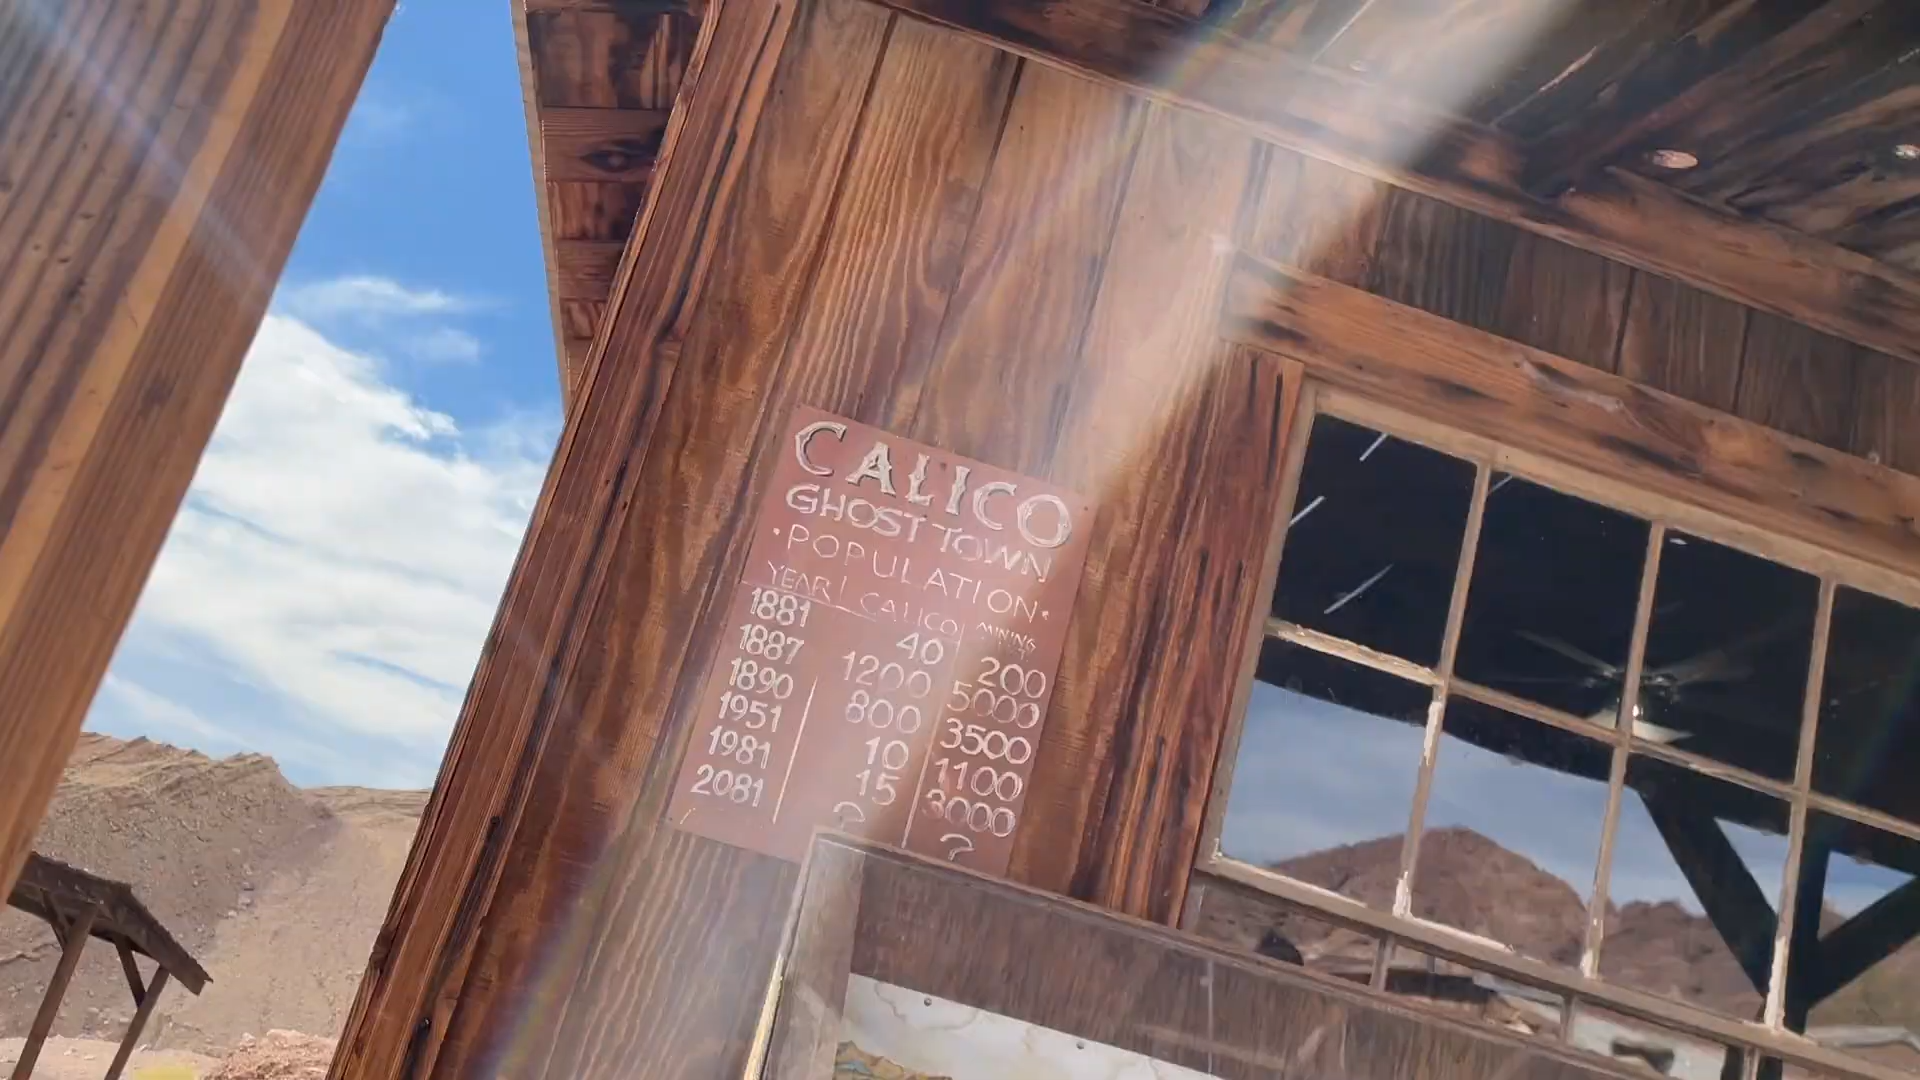 CALICO
GHOST TOWN
·POPULATION·
YEAR CALICO MINING
1881 40 200
1887 1200 5000
1890 800 3500
1951 10 1100
1981 15 3000
2081 ? ?